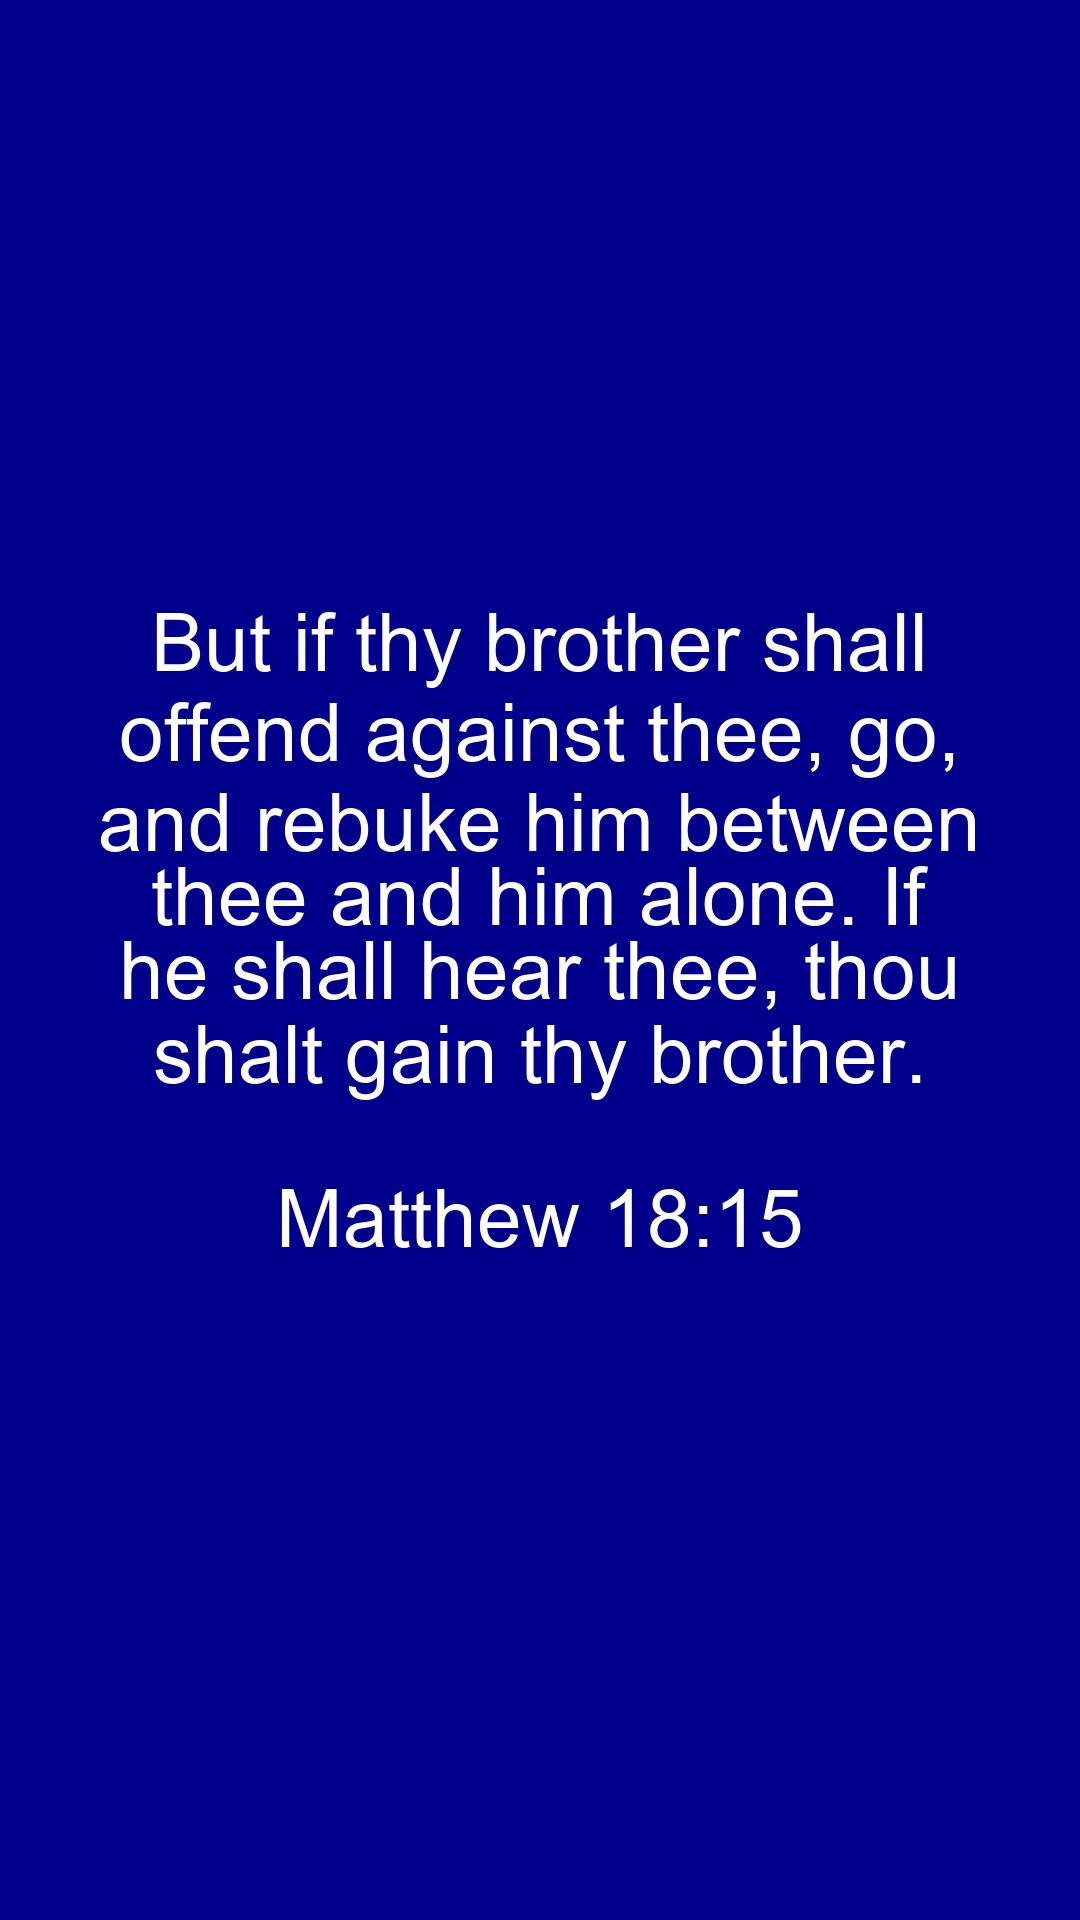 But if thy brother shall
offend against thee, go,
and rebuke him between
thee and him alone. If
he shall hear thee, thou
shalt gain thy brother.
Matthew 18:15